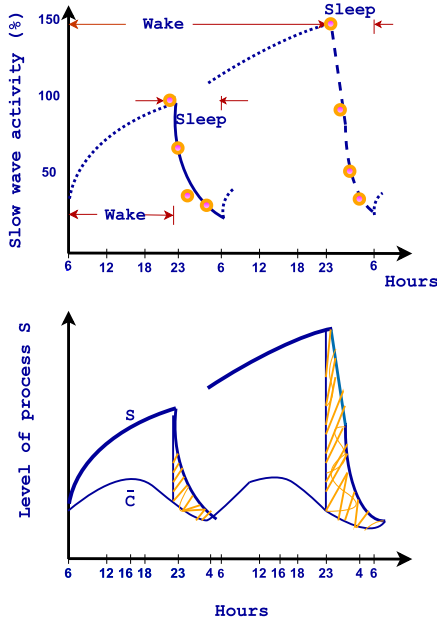 Slow wave activity (%)
150
100
50
Wake
Sleep
Sleep
Wake
6 12 18 23 6 12 18 23 6
Hours
Level of process S
S
C̄
6 12 16 18 23 4 6 12 16 18 23 4 6
Hours